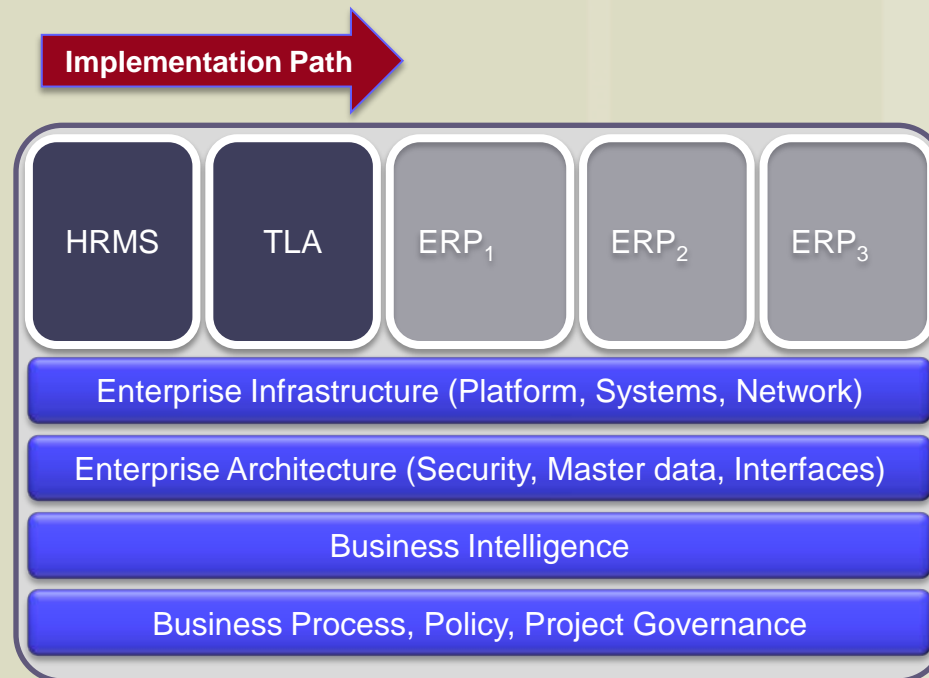 Implementation Path
HRMS
TLA
ERP₁
ERP₂
ERP₃
Enterprise Infrastructure (Platform, Systems, Network)
Enterprise Architecture (Security, Master data, Interfaces)
Business Intelligence
Business Process, Policy, Project Governance